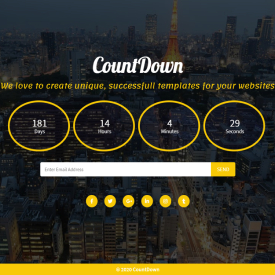 CountDown
We love to create unique, successfull templates for your websites
181
Days
14
Hours
4
Minutes
29
Seconds
Enter Email Address
SEND
© 2020 CountDown